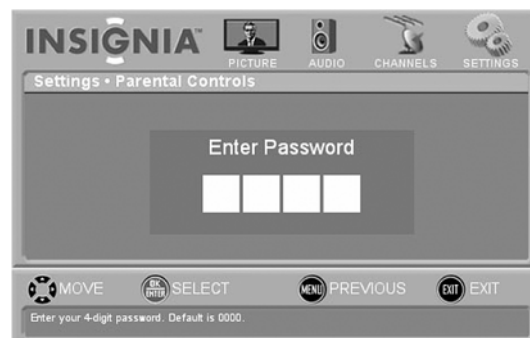 INSIGNIA™
PICTURE AUDIO CHANNELS SETTINGS
Settings • Parental Controls
Enter Password
MOVE OK ENTER SELECT MENU PREVIOUS EXIT EXIT
Enter your 4-digit password. Default is 0000.